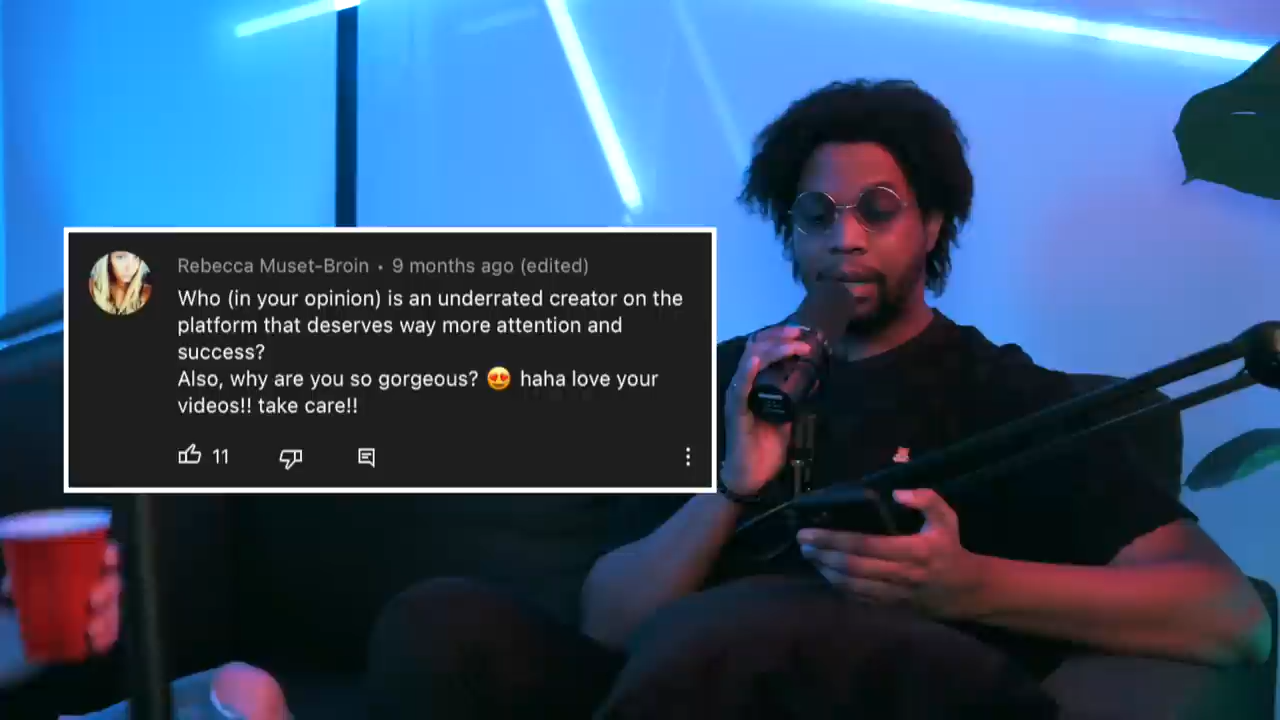 Rebecca Muset-Broin • 9 months ago (edited)
Who (in your opinion) is an underrated creator on the
platform that deserves way more attention and
success?
Also, why are you so gorgeous? 😍 haha love your
videos!! take care!!
11